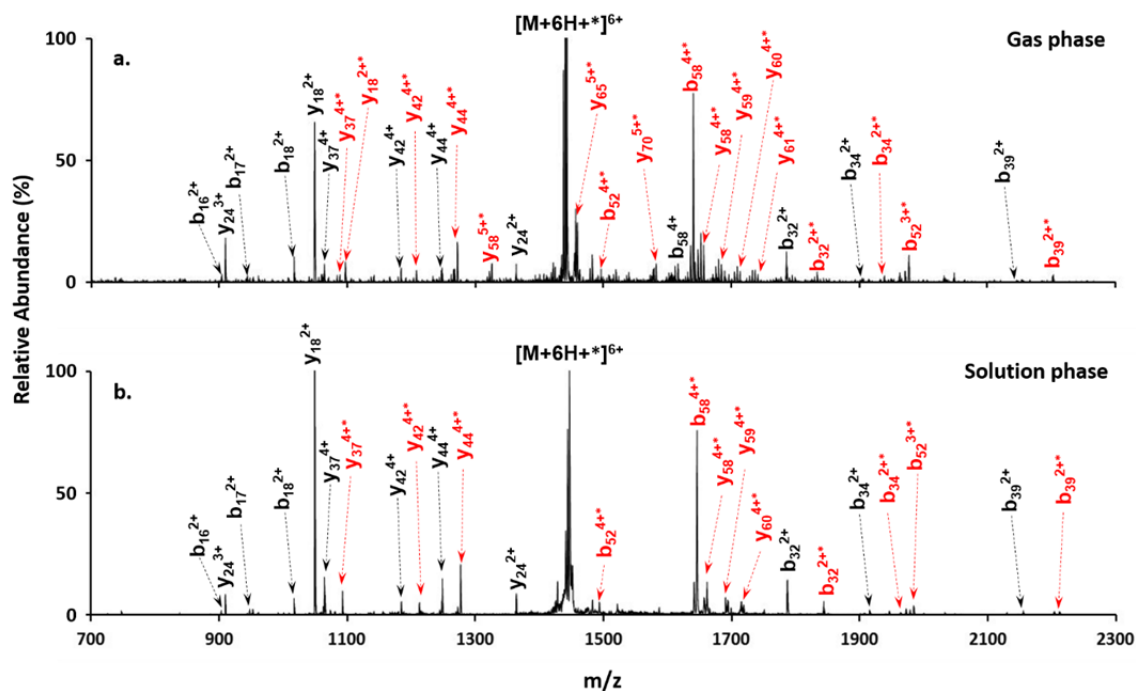 [M+6H+*]6+
a.
Gas phase
100
50
0
b16 2+
y24 3+
b17 2+
b18 2+
y18 2+
y37 4+
y37 4+*
y18 2+*
y42 4+
y42 4+*
y44 4+
y44 4+*
y58 5+*
y24 2+
y65 5+*
b52 4+*
y70 5+*
b58 4+
b58 4+*
y58 4+*
y59 4+*
y60 4+*
y61 4+*
b32 2+
b32 2+*
b34 2+
b34 2+*
b52 3+*
b39 2+
b39 2+*
Relative Abundance (%)
[M+6H+*]6+
b.
Solution phase
100
50
0
b16 2+
y24 3+
b17 2+
b18 2+
y18 2+
y37 4+
y37 4+*
y42 4+
y42 4+*
y44 4+
y44 4+*
y24 2+
b52 4+*
b58 4+*
y58 4+*
y59 4+*
y60 4+*
b32 2+
b32 2+*
b34 2+
b34 2+*
b52 3+*
b39 2+
b39 2+*
700 900 1100 1300 1500 1700 1900 2100 2300
m/z